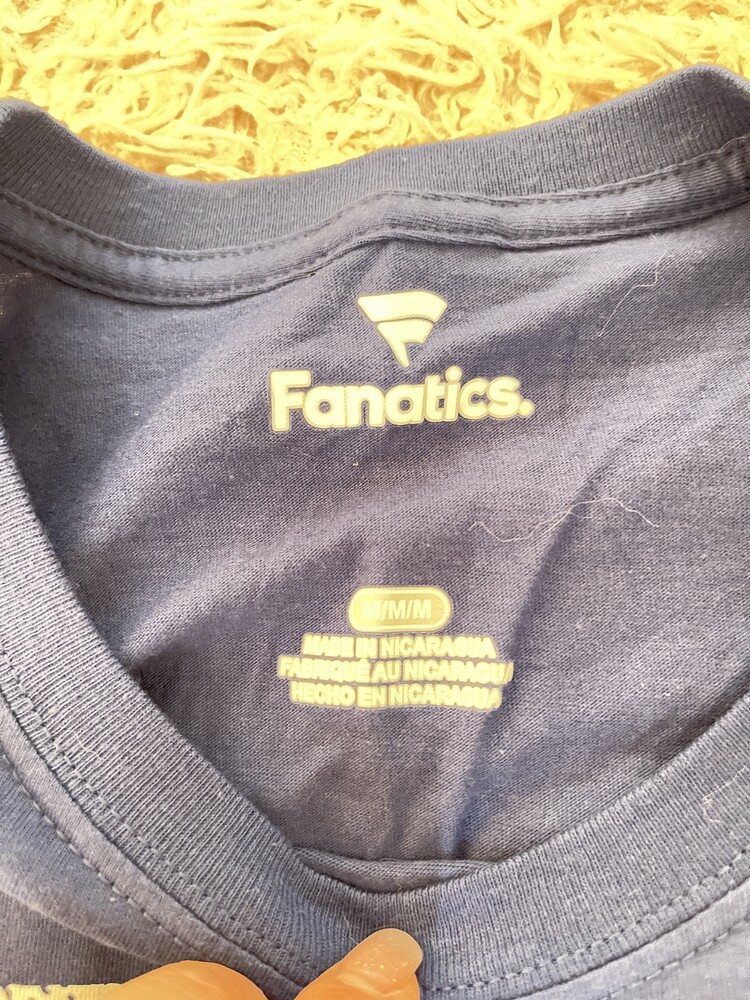 Fanatics.
M/M/M
MADE IN NICARAGUA
FABRIQUÉ AU NICARAGUA
HECHO EN NICARAGUA